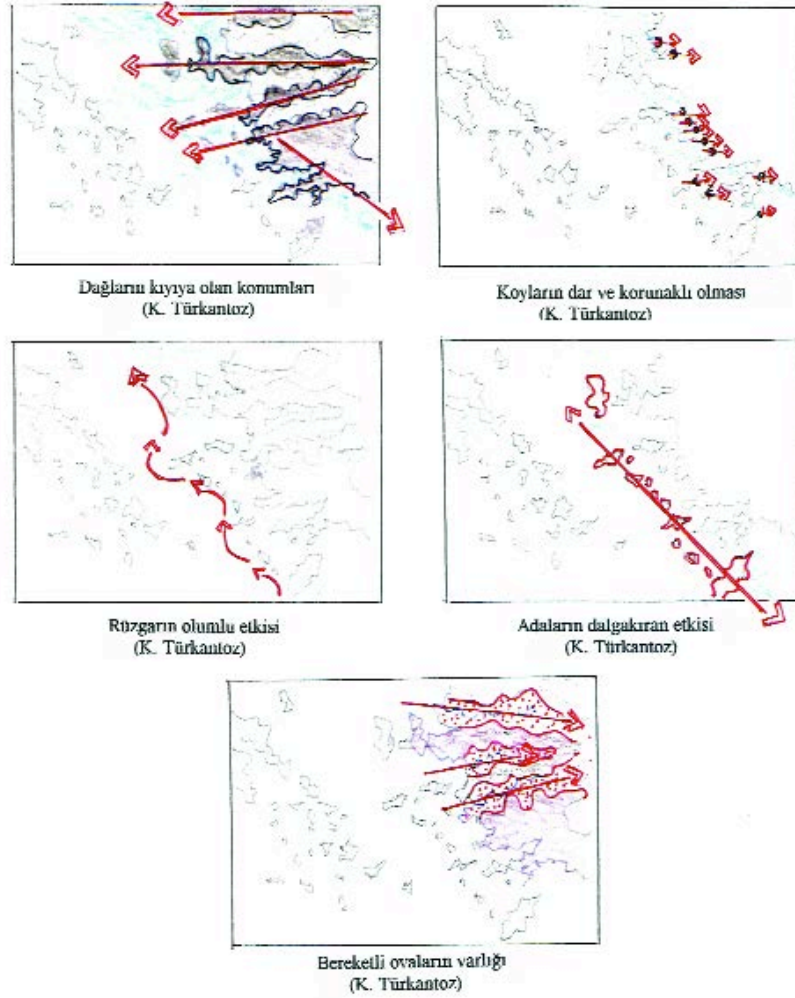 Dağların kıyıya olan konumları
(K. Türkantoz)
Koyların dar ve korunaklı olması
(K. Türkantoz)
Rüzgarın olumlu etkisi
(K. Türkantoz)
Adaların dalgakıran etkisi
(K. Türkantoz)
Bereketli ovaların varlığı
(K. Türkantoz)